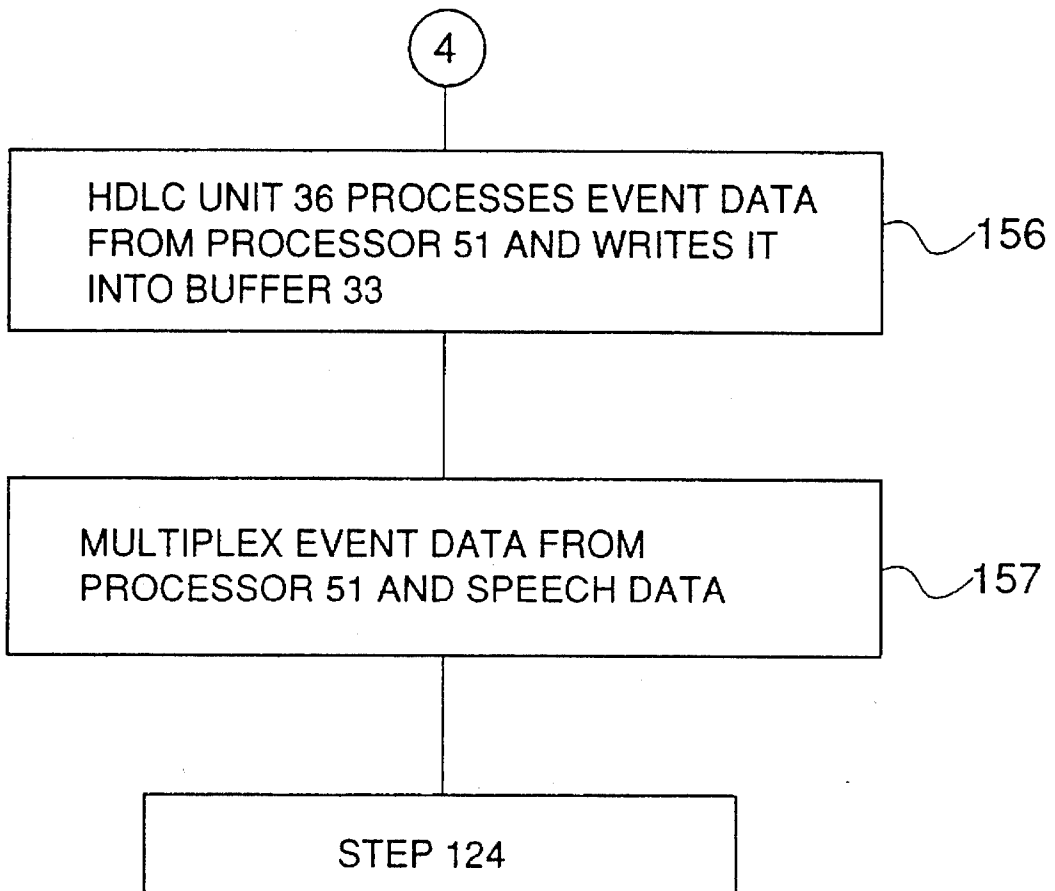 4
HDLC UNIT 36 PROCESSES EVENT DATA
FROM PROCESSOR 51 AND WRITES IT
INTO BUFFER 33
156
MULTIPLEX EVENT DATA FROM
PROCESSOR 51 AND SPEECH DATA
157
STEP 124